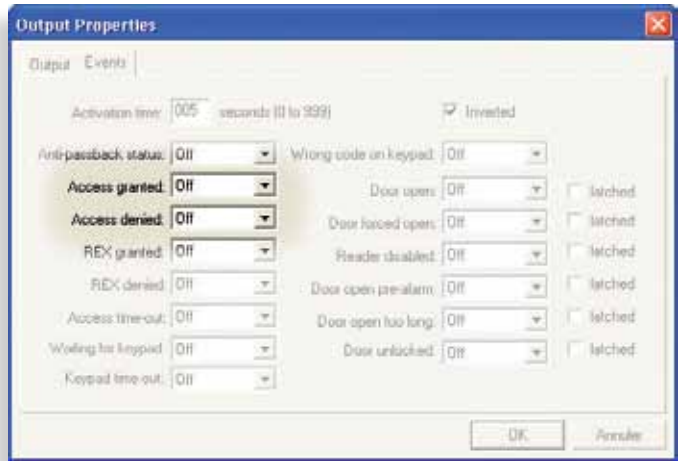 Output Properties
Output Events
Activation time: 005 seconds (0 to 999) Inverted
Anti-passback status: Off
Access granted: Off
Access denied: Off
REX granted: Off
REX denied: Off
Access time-out: Off
Waiting for keypad: Off
Keypad time out: Off
Wrong code on keypad: Off
Door open: Off latched
Door forced open: Off latched
Reader disabled: Off latched
Door open pre-alarm: Off latched
Door open too long: Off latched
Door unlocked: Off latched
OK Annuler